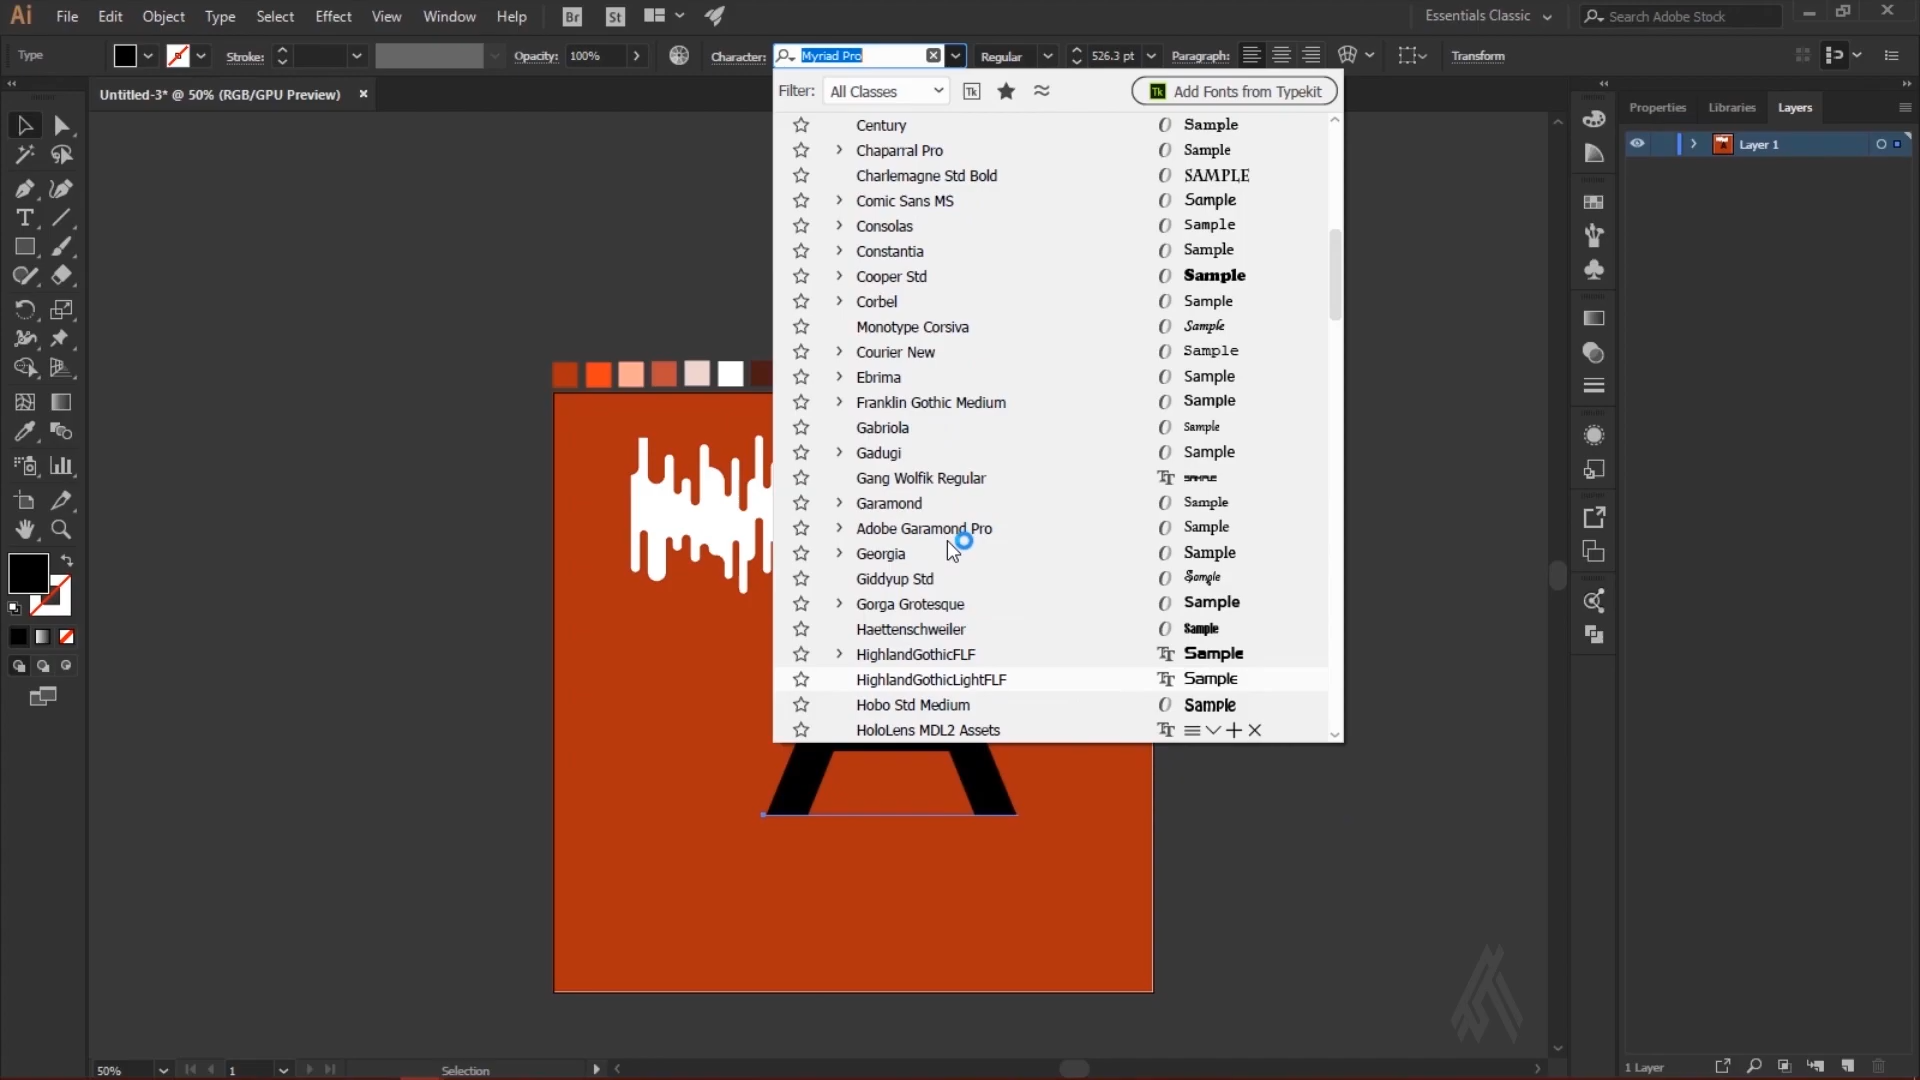 Ai File Edit Object Type Select Effect View Window Help Br St Essentials Classic Search Adobe Stock
Type Stroke: Opacity: 100% Character: Myriad Pro Regular 526.3 pt Paragraph: Transform
Untitled-3* @ 50% (RGB/GPU Preview)
Filter: All Classes Tk Tk Add Fonts from Typekit
Properties Libraries Layers
Layer 1
Century Sample
Chaparral Pro Sample
Charlemagne Std Bold SAMPLE
Comic Sans MS Sample
Consolas Sample
Constantia Sample
Cooper Std Sample
Corbel Sample
Monotype Corsiva Sample
Courier New Sample
Ebrima Sample
Franklin Gothic Medium Sample
Gabriola Sample
Gadugi Sample
Gang Wolfik Regular SAMPLE
Garamond Sample
Adobe Garamond Pro Sample
Georgia Sample
Giddyup Std Sample
Gorga Grotesque Sample
Haettenschweiler Sample
HighlandGothicFLF Sample
HighlandGothicLightFLF Sample
Hobo Std Medium Sample
HoloLens MDL2 Assets
50% 1 Selection
1 Layer